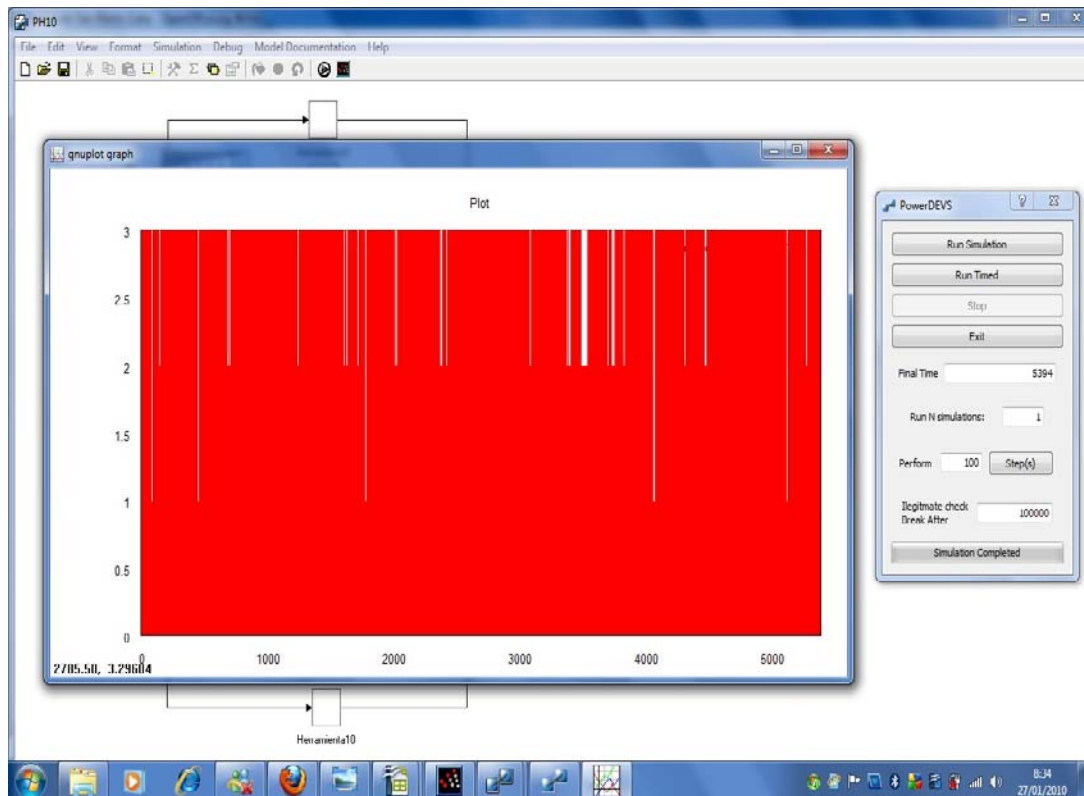 PH10
File Edit View Format Simulation Debug Model Documentation Help
gnuplot graph
Plot
3
2.5
2
1.5
1
0.5
0
0 1000 2000 3000 4000 5000
2705.50, 3.29604
Herramienta10
PowerDEVS
Run Simulation
Run Timed
Stop
Exit
Final Time 5394
Run N simulations: 1
Perform 100 Step(s)
Ilegitmate check
Break After 100000
Simulation Completed
8:34
27/01/2010